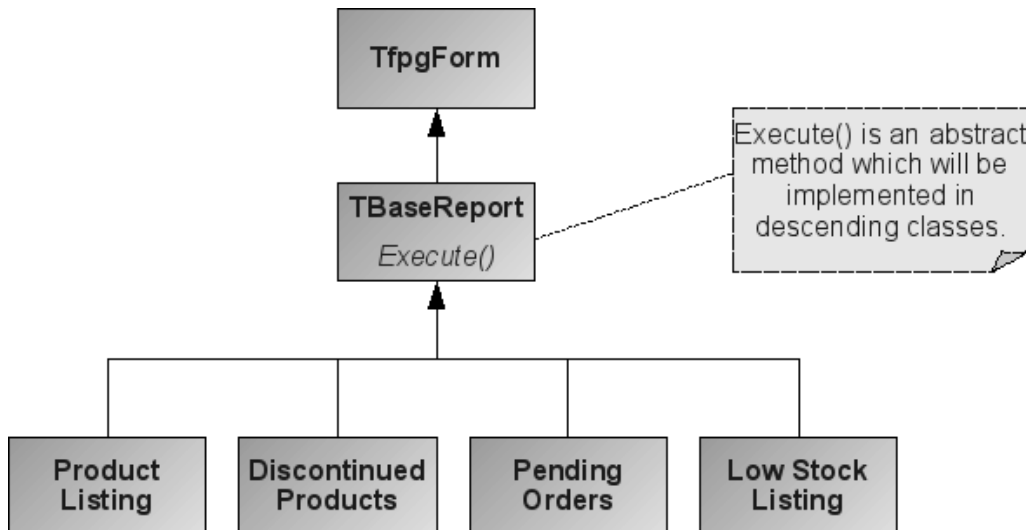 TfpgForm
Execute() is an abstract
method which will be
implemented in
descending classes.
TBaseReport
Execute()
Product
Listing
Discontinued
Products
Pending
Orders
Low Stock
Listing